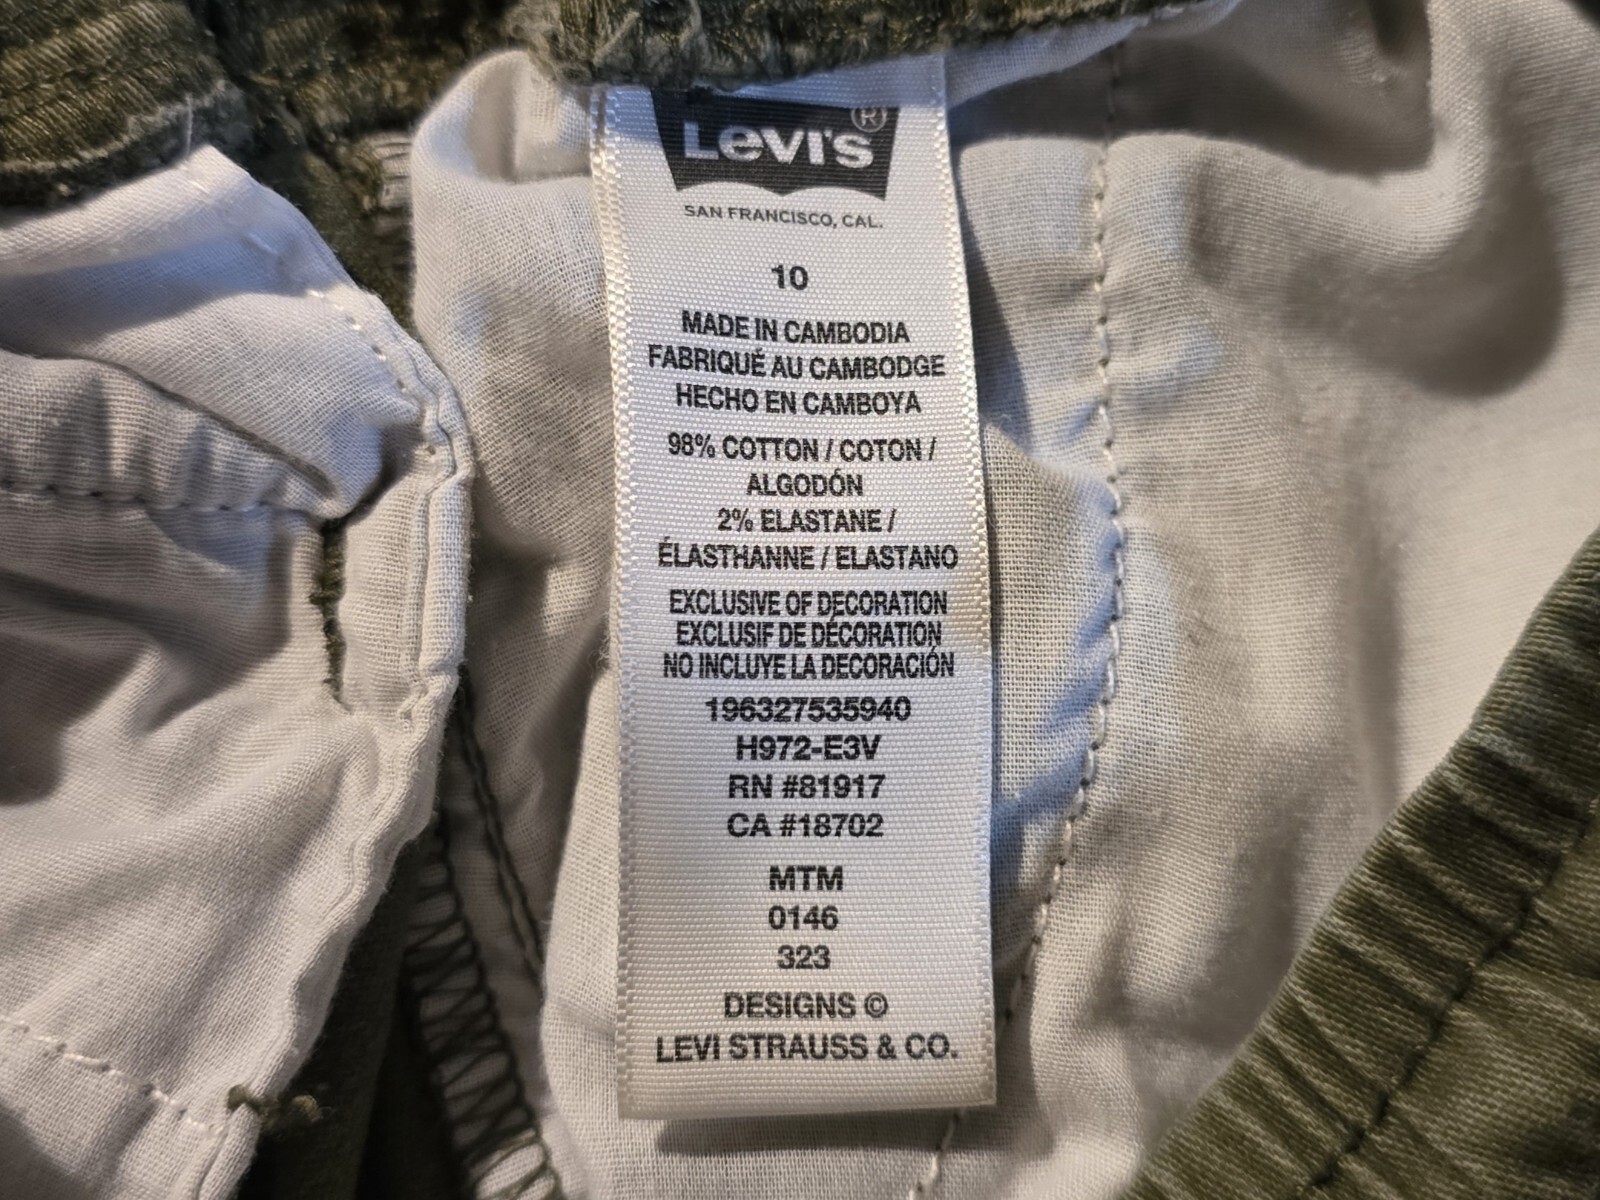 Levi's®
SAN FRANCISCO, CAL.
10
MADE IN CAMBODIA
FABRIQUÉ AU CAMBODGE
HECHO EN CAMBOYA
98% COTTON / COTON /
ALGODÓN
2% ELASTANE /
ÉLASTHANNE / ELASTANO
EXCLUSIVE OF DECORATION
EXCLUSIF DE DÉCORATION
NO INCLUYE LA DECORACIÓN
196327535940
H972-E3V
RN #81917
CA #18702
MTM
0146
323
DESIGNS ©
LEVI STRAUSS & CO.